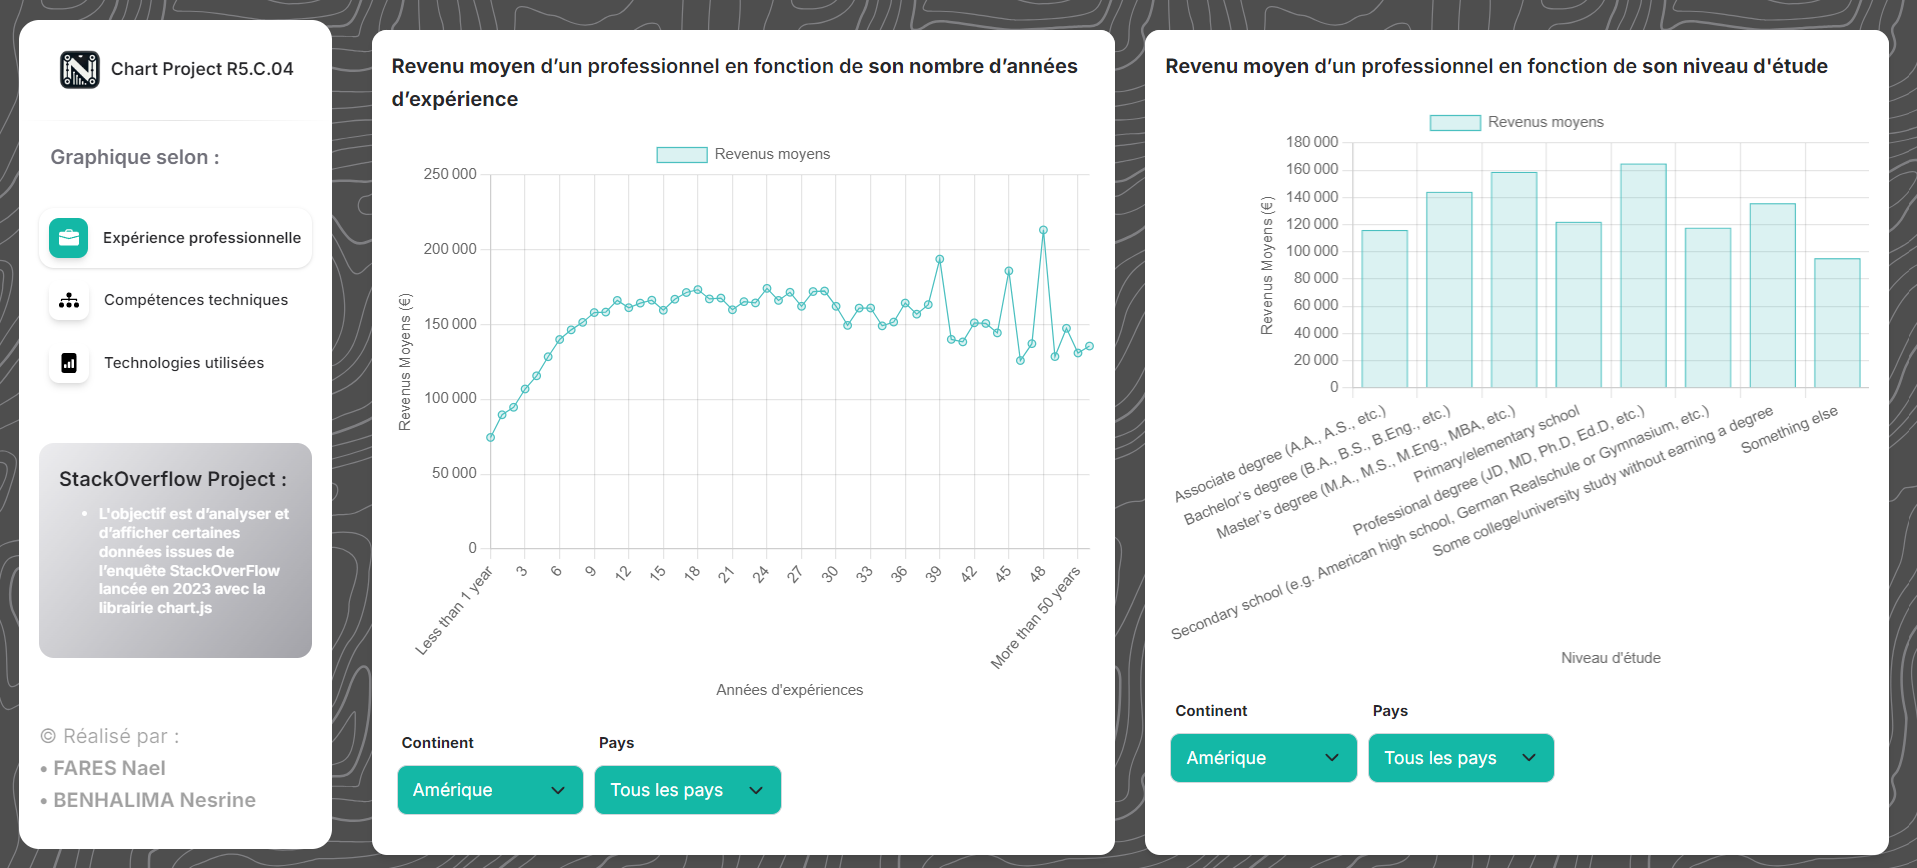 Chart Project R5.C.04
Graphique selon :
Expérience professionnelle
Compétences techniques
Technologies utilisées
StackOverflow Project :
• L'objectif est d'analyser et
d'afficher certaines
données issues de
l'enquête StackOverFlow
lancée en 2023 avec la
librairie chart.js
© Réalisé par :
• FARES Nael
• BENHALIMA Nesrine
Revenu moyen d’un professionnel en fonction de son nombre d’années
d’expérience
Revenus moyens
Revenus Moyens (€)
250 000
200 000
150 000
100 000
50 000
0
Less than 1 year
3
6
9
12
15
18
21
24
27
30
33
36
39
42
45
48
More than 50 years
Années d'expériences
Continent
Pays
Amérique
Tous les pays
Revenu moyen d’un professionnel en fonction de son niveau d'étude
Revenus moyens
Revenus Moyens (€)
180 000
160 000
140 000
120 000
100 000
80 000
60 000
40 000
20 000
0
Associate degree (A.A., A.S., etc.)
Bachelor’s degree (B.A., B.S., B.Eng., etc.)
Master’s degree (M.A., M.S., M.Eng., MBA, etc.)
Primary/elementary school
Professional degree (JD, MD, Ph.D, Ed.D, etc.)
Secondary school (e.g. American high school, German Realschule or Gymnasium, etc.)
Some college/university study without earning a degree
Something else
Niveau d'étude
Continent
Pays
Amérique
Tous les pays